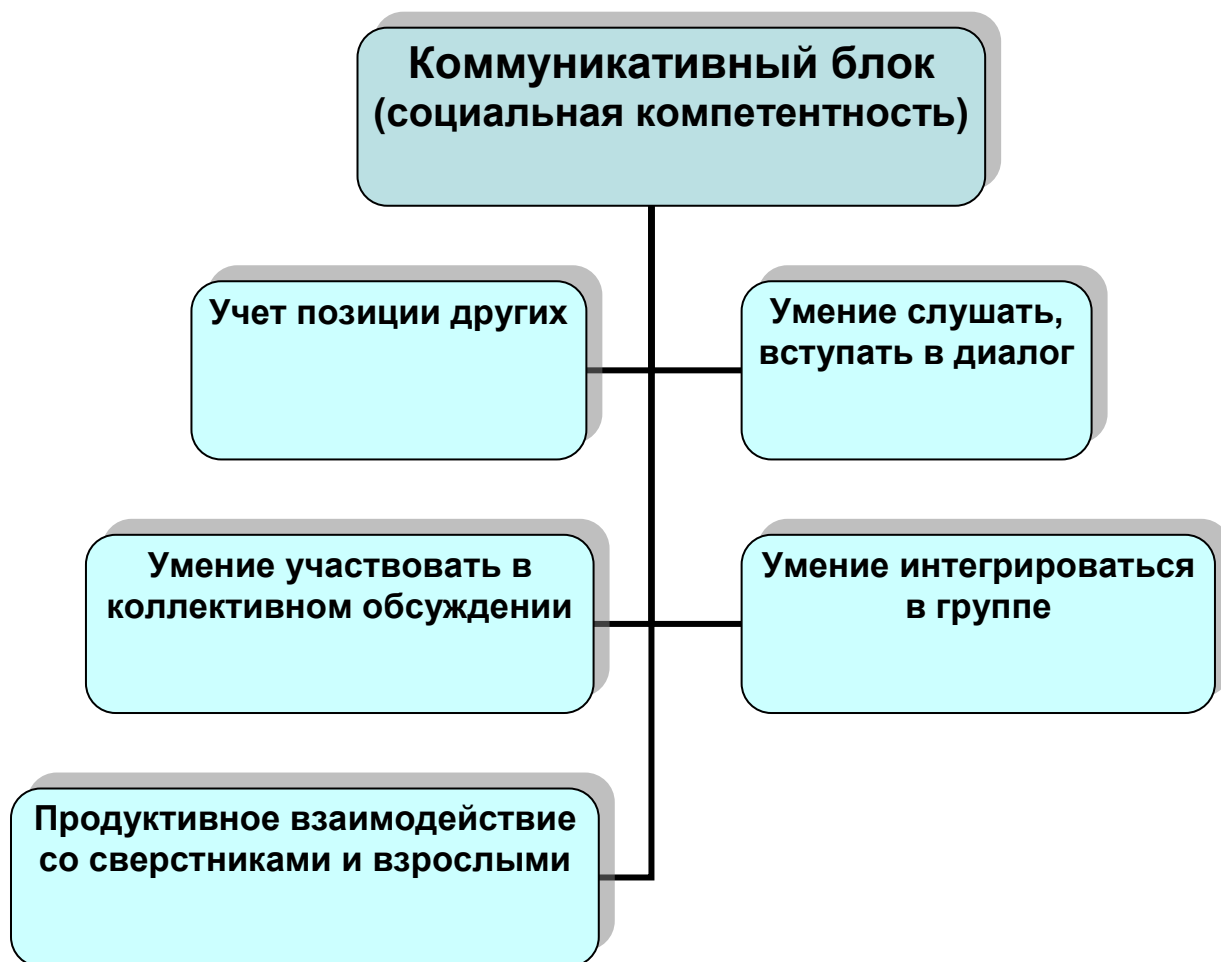 Коммуникативный блок
(социальная компетентность)
Учет позиции других
Умение слушать,
вступать в диалог
Умение участвовать в
коллективном обсуждении
Умение интегрироваться
в группе
Продуктивное взаимодействие
со сверстниками и взрослыми